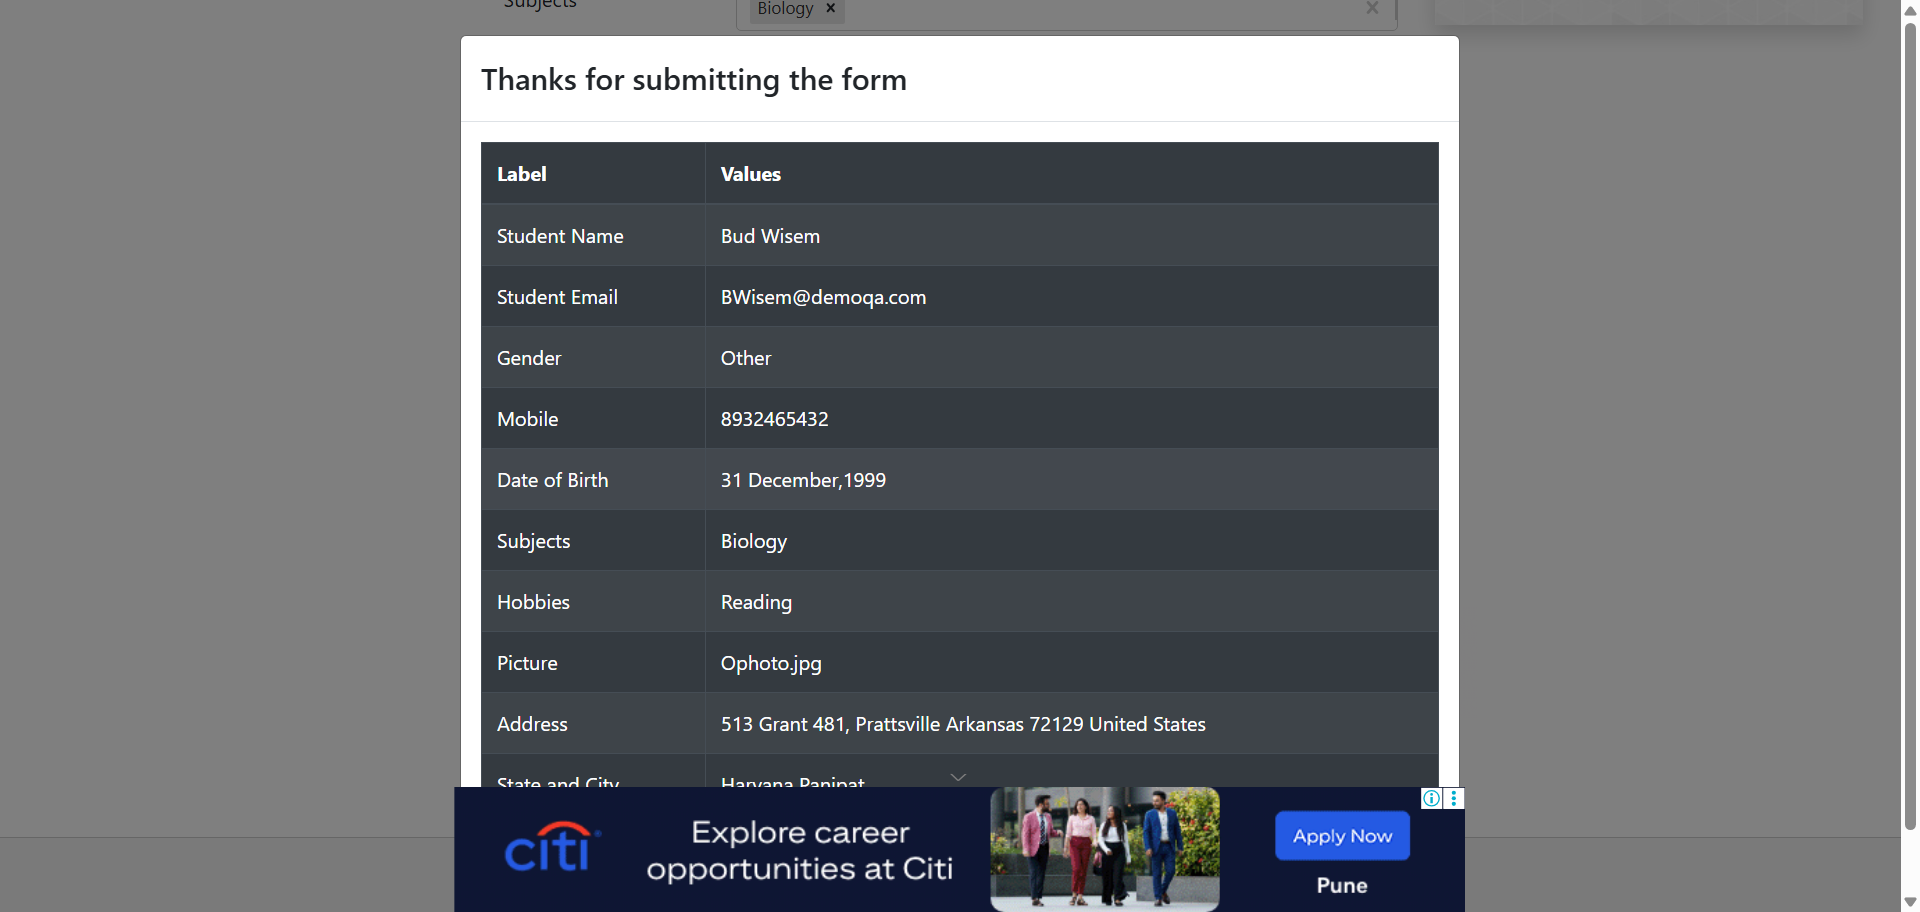 Subjects
Biology ×
Thanks for submitting the form
Label Values
Student Name Bud Wisem
Student Email BWisem@demoqa.com
Gender Other
Mobile 8932465432
Date of Birth 31 December,1999
Subjects Biology
Hobbies Reading
Picture Ophoto.jpg
Address 513 Grant 481, Prattsville Arkansas 72129 United States
State and City Haryana Panipat
citi
Explore career
opportunities at Citi
Apply Now
Pune